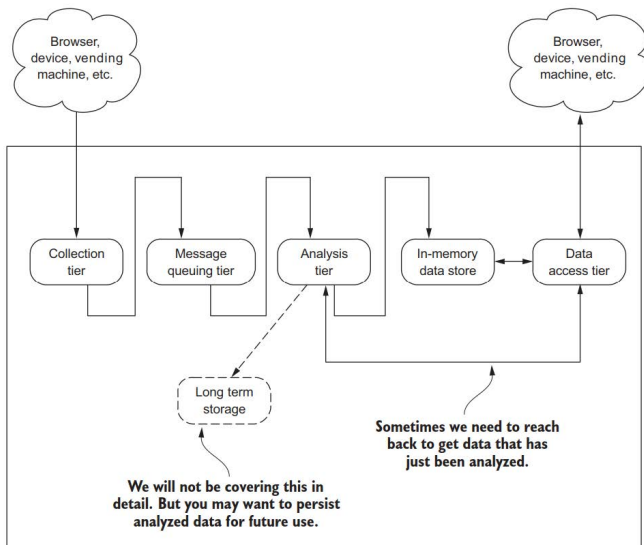 Browser,
device, vending
machine, etc.
Browser,
device, vending
machine, etc.
Collection
tier
Message
queuing tier
Analysis
tier
In-memory
data store
Data
access tier
Long term
storage
Sometimes we need to reach
back to get data that has
just been analyzed.
We will not be covering this in
detail. But you may want to persist
analyzed data for future use.